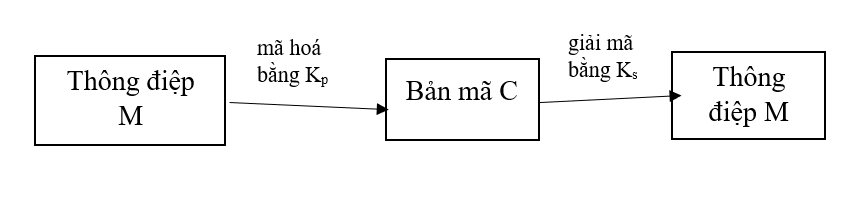 Thông điệp
M
mã hoá
bằng Kₚ
Bản mã C
giải mã
bằng Kₛ
Thông
điệp M